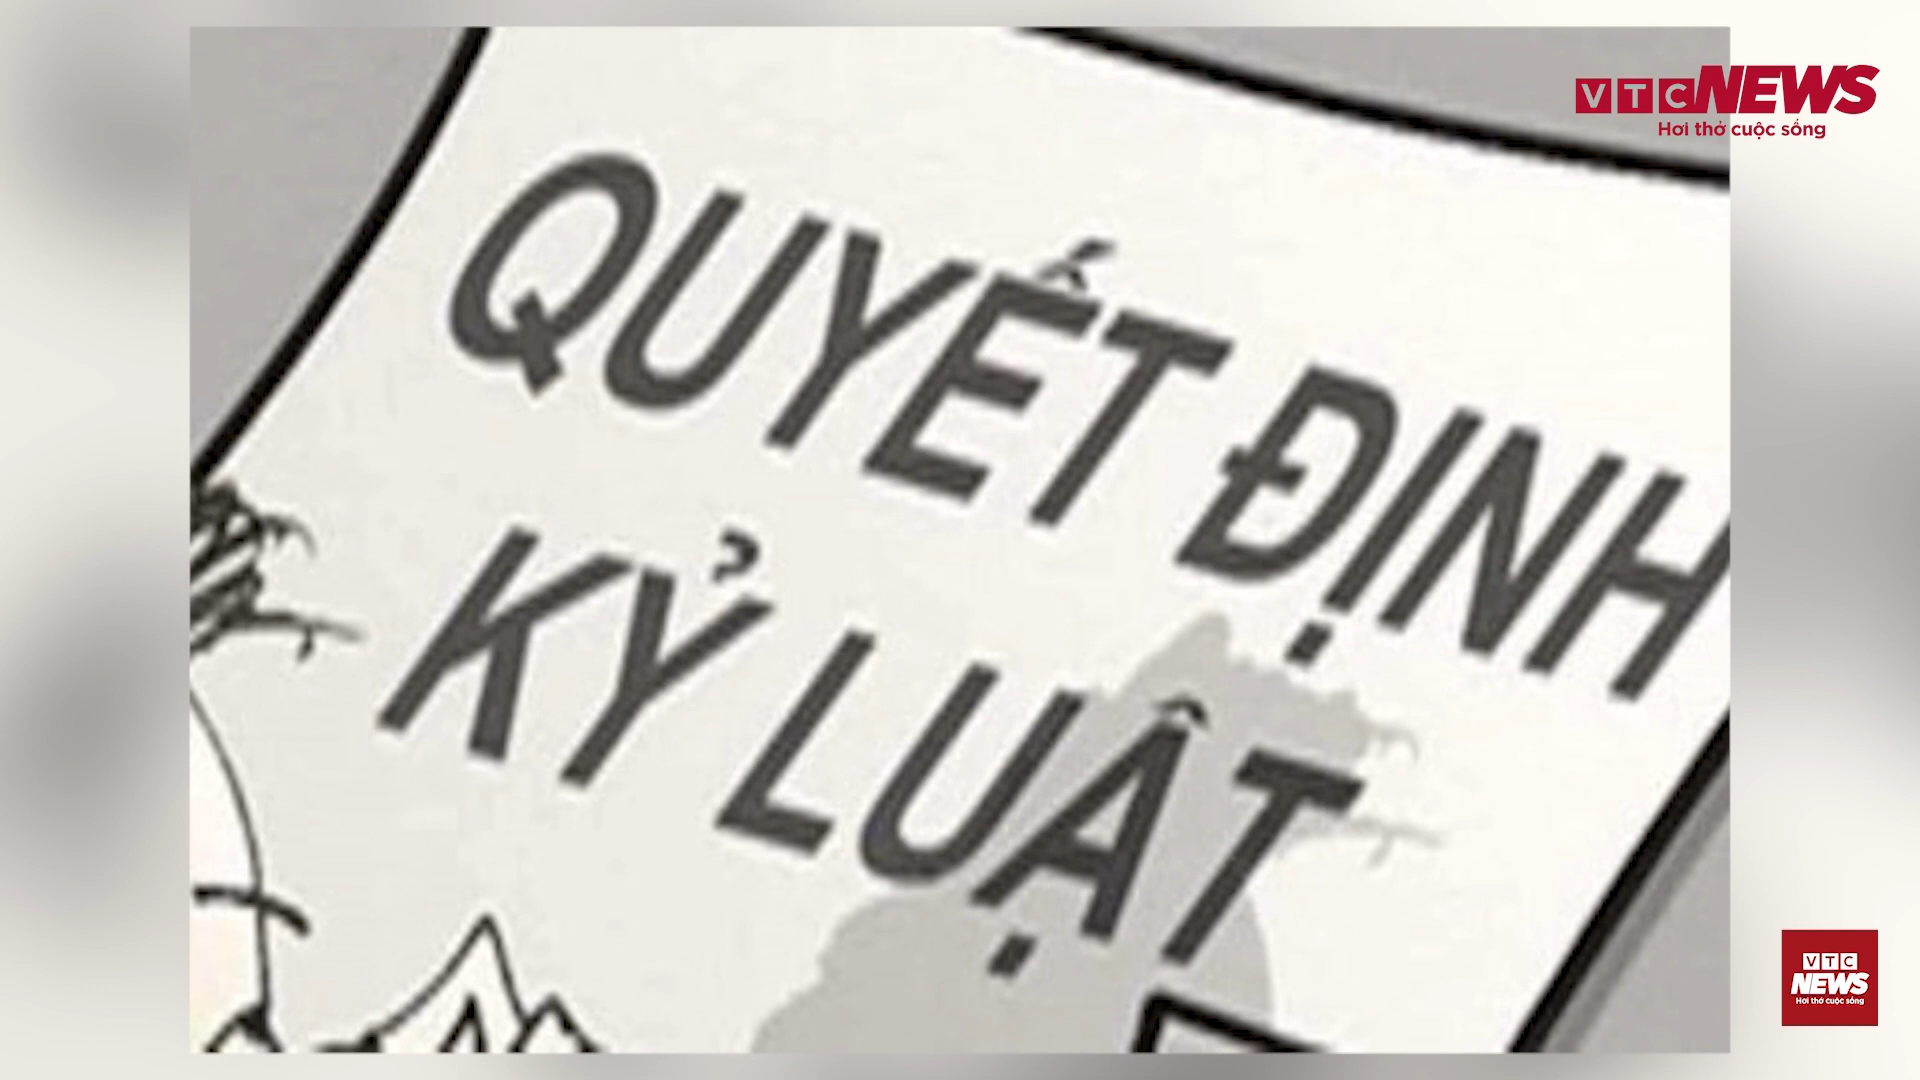 VTC NEWS
Hơi thở cuộc sống
QUYẾT ĐỊNH
KỶ LUẬT
VTC
NEWS
Hơi thở cuộc sống